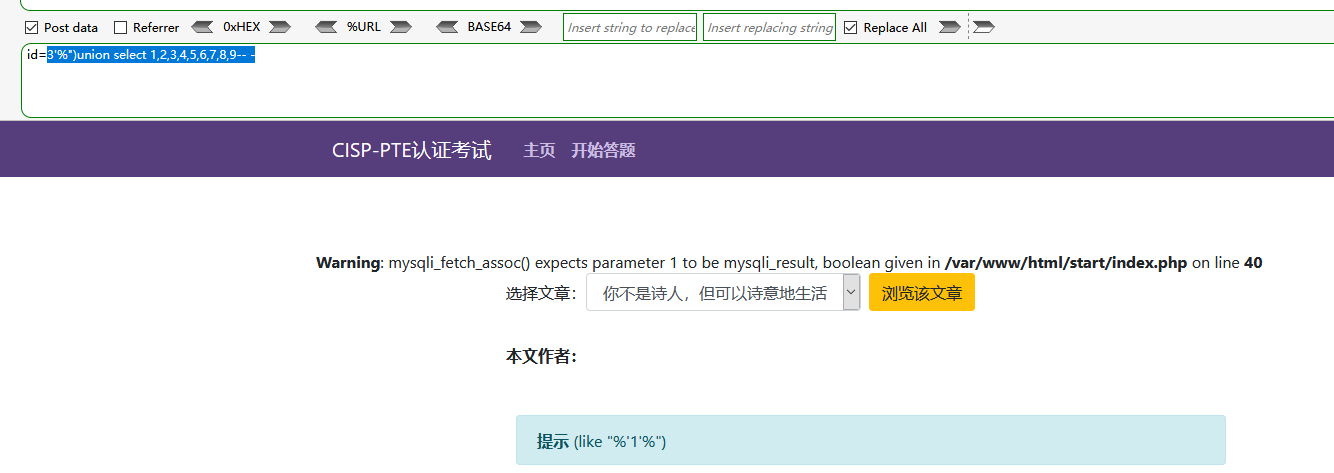 Post data Referrer 0xHEX %URL BASE64 Insert string to replace Insert replacing string Replace All
id=3'%")union select 1,2,3,4,5,6,7,8,9-- -
CISP-PTE认证考试 主页 开始答题
Warning: mysqli_fetch_assoc() expects parameter 1 to be mysqli_result, boolean given in /var/www/html/start/index.php on line 40
选择文章： 你不是诗人，但可以诗意地生活 浏览该文章
本文作者：
提示 (like "%'1'%")